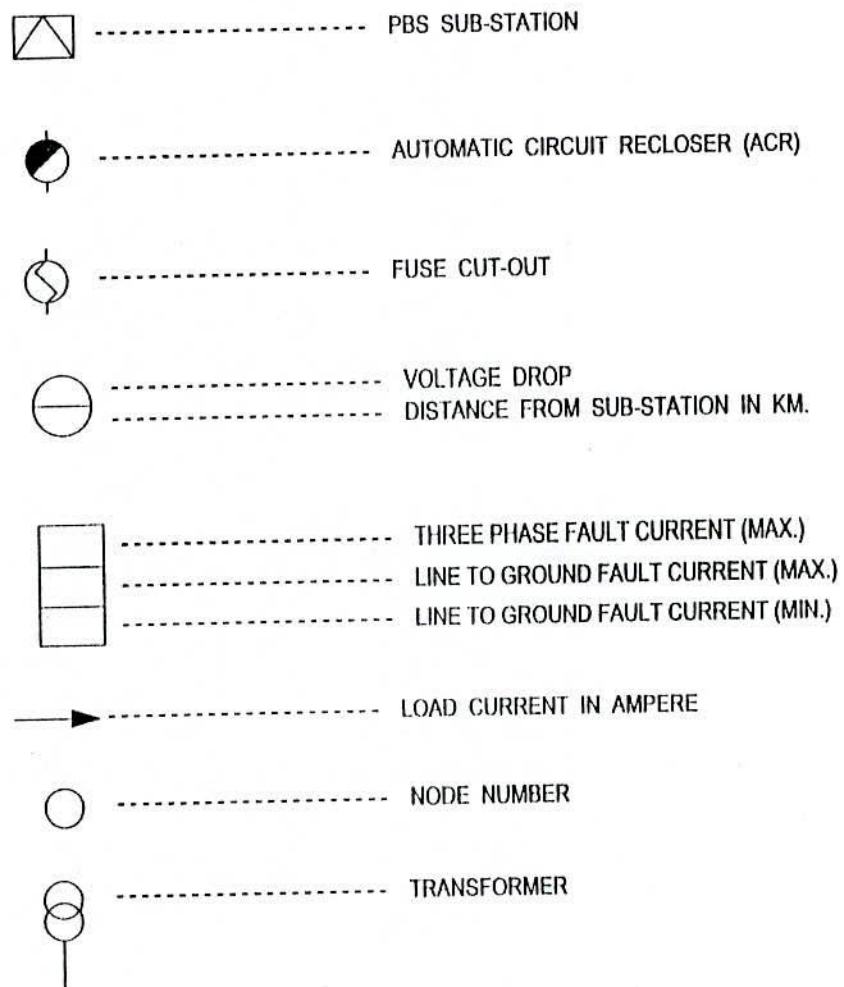 PBS SUB-STATION
AUTOMATIC CIRCUIT RECLOSER (ACR)
FUSE CUT-OUT
VOLTAGE DROP
DISTANCE FROM SUB-STATION IN KM.
THREE PHASE FAULT CURRENT (MAX.)
LINE TO GROUND FAULT CURRENT (MAX.)
LINE TO GROUND FAULT CURRENT (MIN.)
LOAD CURRENT IN AMPERE
NODE NUMBER
TRANSFORMER